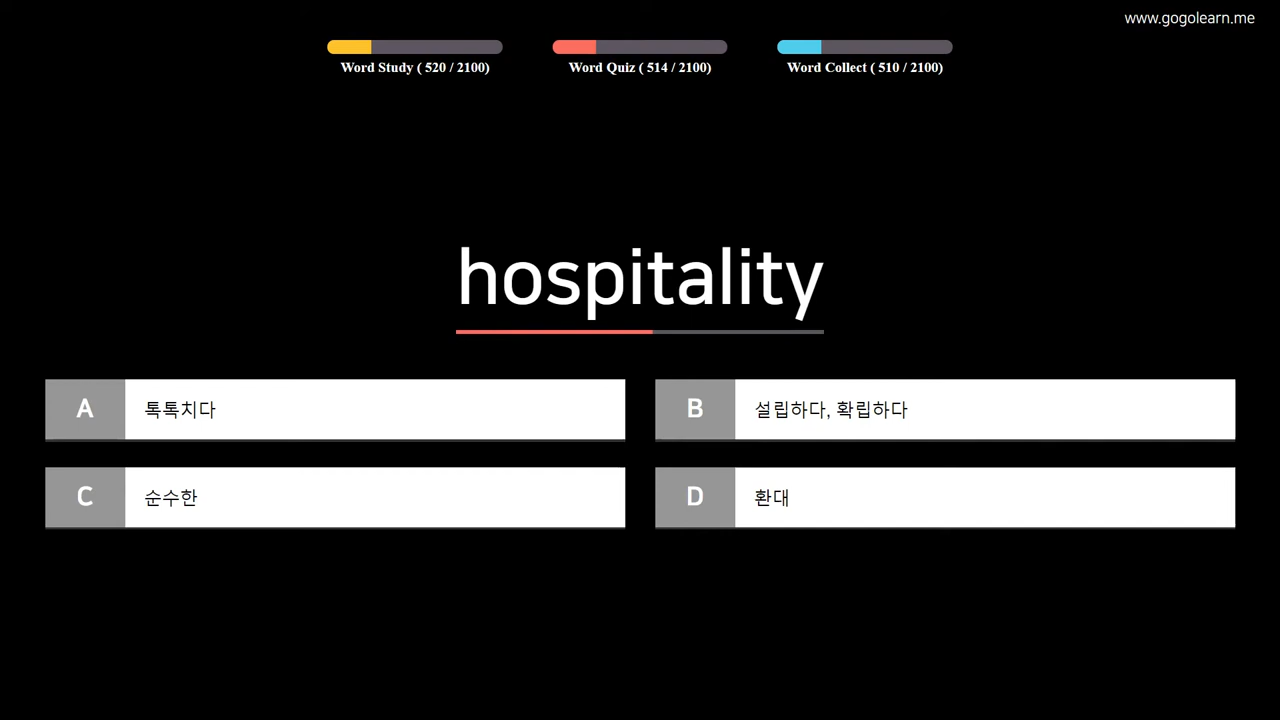 www.gogolearn.me
Word Study ( 520 / 2100)
Word Quiz ( 514 / 2100)
Word Collect ( 510 / 2100)
hospitality
A 톡톡치다
B 설립하다, 확립하다
C 순수한
D 환대